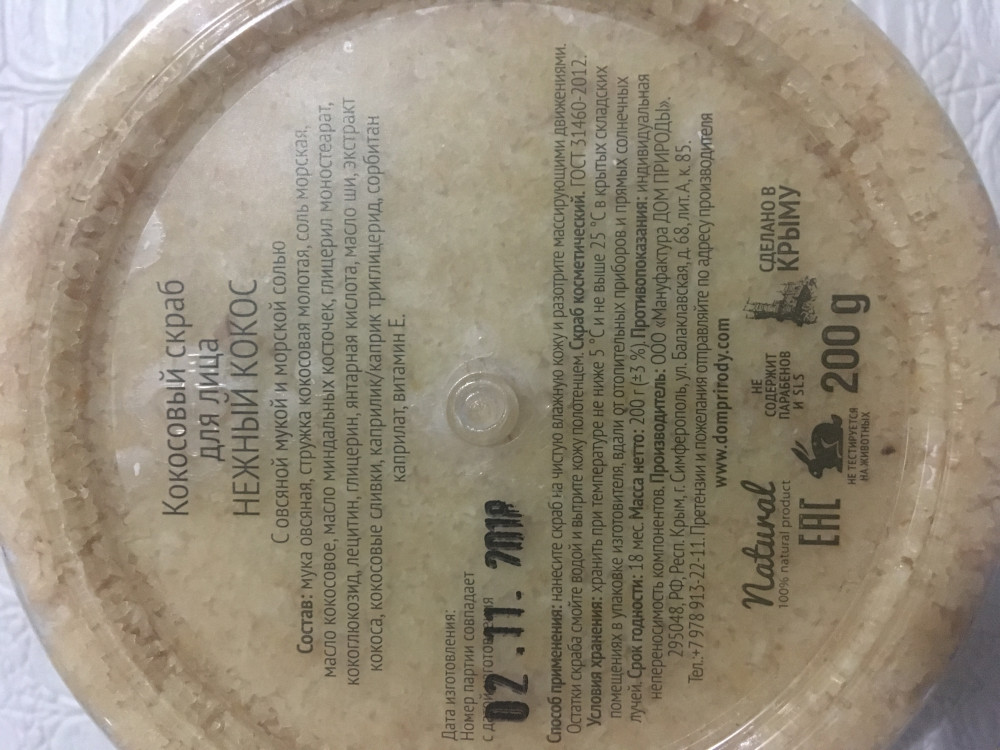 Кокосовый скраб
для лица
НЕЖНЫЙ КОКОС
С овсяной мукой и морской солью
Состав: мука овсяная, стружка кокосовая молотая, соль морская,
масло кокосовое, масло миндальных косточек, глицерил моностеарат,
кокоглюкозид, лецитин, глицерин, янтарная кислота, масло ши, экстракт
кокоса, кокосовые сливки, каприлик/каприк триглицерид, сорбитан
каприлат, витамин Е.
Дата изготовления:
Номер партии совпадает
с датой изготовления
02.11.2018
Способ применения: нанесите скраб на чистую влажную кожу и разотрите массирующими движениями.
Остатки скраба смойте водой и вытрите кожу полотенцем. Скраб косметический. ГОСТ 31460-2012.
Условия хранения: хранить при температуре не ниже 5 °С и не выше 25 °С в крытых складских
помещениях в упаковке изготовителя, вдали от отопительных приборов и прямых солнечных
лучей. Срок годности: 18 мес. Масса нетто: 200 г (±3 %). Противопоказания: индивидуальная
непереносимость компонентов. Производитель: ООО «Мануфактура ДОМ ПРИРОДЫ».
295048, РФ, Респ. Крым, г. Симферополь, ул. Балаклавская, д. 68, лит. А, к. 85.
Тел.:+7 978 913-22-11. Претензии и пожелания отправляйте по адресу производителя
www.domprirody.com
Natural
100% natural product
НЕ
СОДЕРЖИТ
ПАРАБЕНОВ
И SLS
СДЕЛАНО В
КРЫМУ
ЕАС
НЕ ТЕСТИРУЕТСЯ
НА ЖИВОТНЫХ
200 g